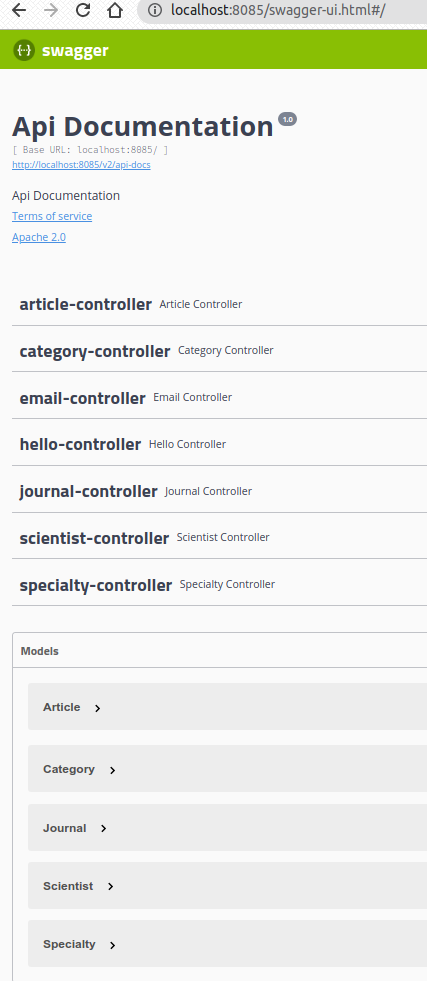 localhost:8085/swagger-ui.html#/
{··} swagger
Api Documentation 1.0
[ Base URL: localhost:8085/ ]
http://localhost:8085/v2/api-docs
Api Documentation
Terms of service
Apache 2.0
article-controller Article Controller
category-controller Category Controller
email-controller Email Controller
hello-controller Hello Controller
journal-controller Journal Controller
scientist-controller Scientist Controller
specialty-controller Specialty Controller
Models
Article
Category
Journal
Scientist
Specialty